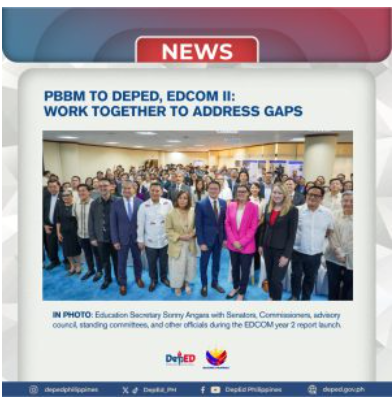 NEWS
PBBM TO DEPED, EDCOM II:
WORK TOGETHER TO ADDRESS GAPS
IN PHOTO: Education Secretary Sonny Angara with Senators, Commissioners, advisory
council, standing committees, and other officials during the EDCOM year 2 report launch.
DepED
depedphilippines DepEd_PH DepEd Philippines deped.gov.ph